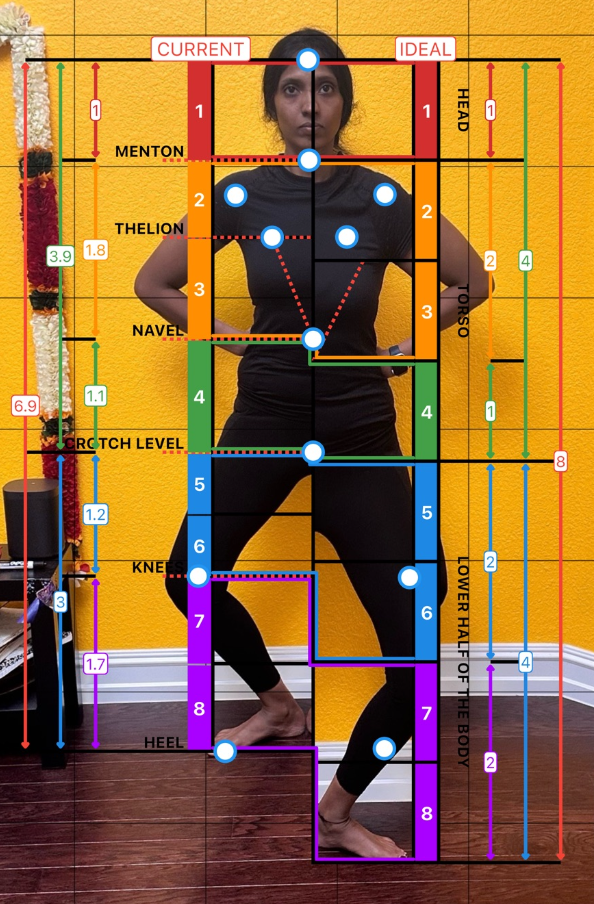 CURRENT
IDEAL
1
1
1
1
HEAD
MENTON
2
2
THELION
1.8
3.9
2
4
3
3
TORSO
NAVEL
4
4
1.1
1
6.9
CROTCH LEVEL
8
5
5
1.2
2
6
6
KNEES
3
7
7
LOWER HALF OF THE BODY
1.7
4
8
8
HEEL
2